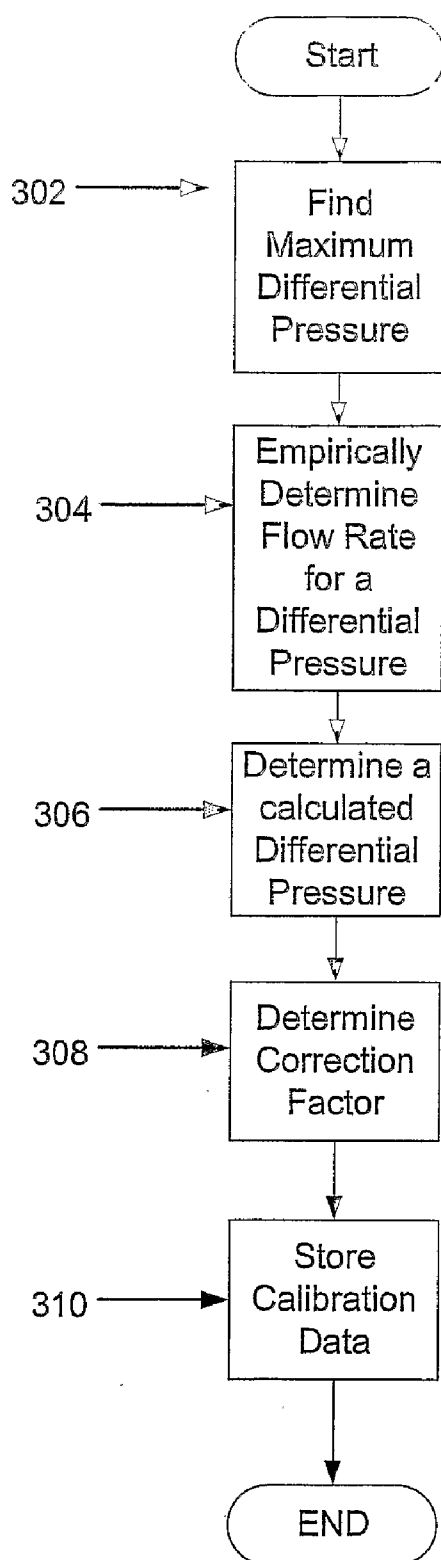 Start
302
Find
Maximum
Differential
Pressure
304
Empirically
Determine
Flow Rate
for a
Differential
Pressure
306
Determine a
calculated
Differential
Pressure
308
Determine
Correction
Factor
310
Store
Calibration
Data
END